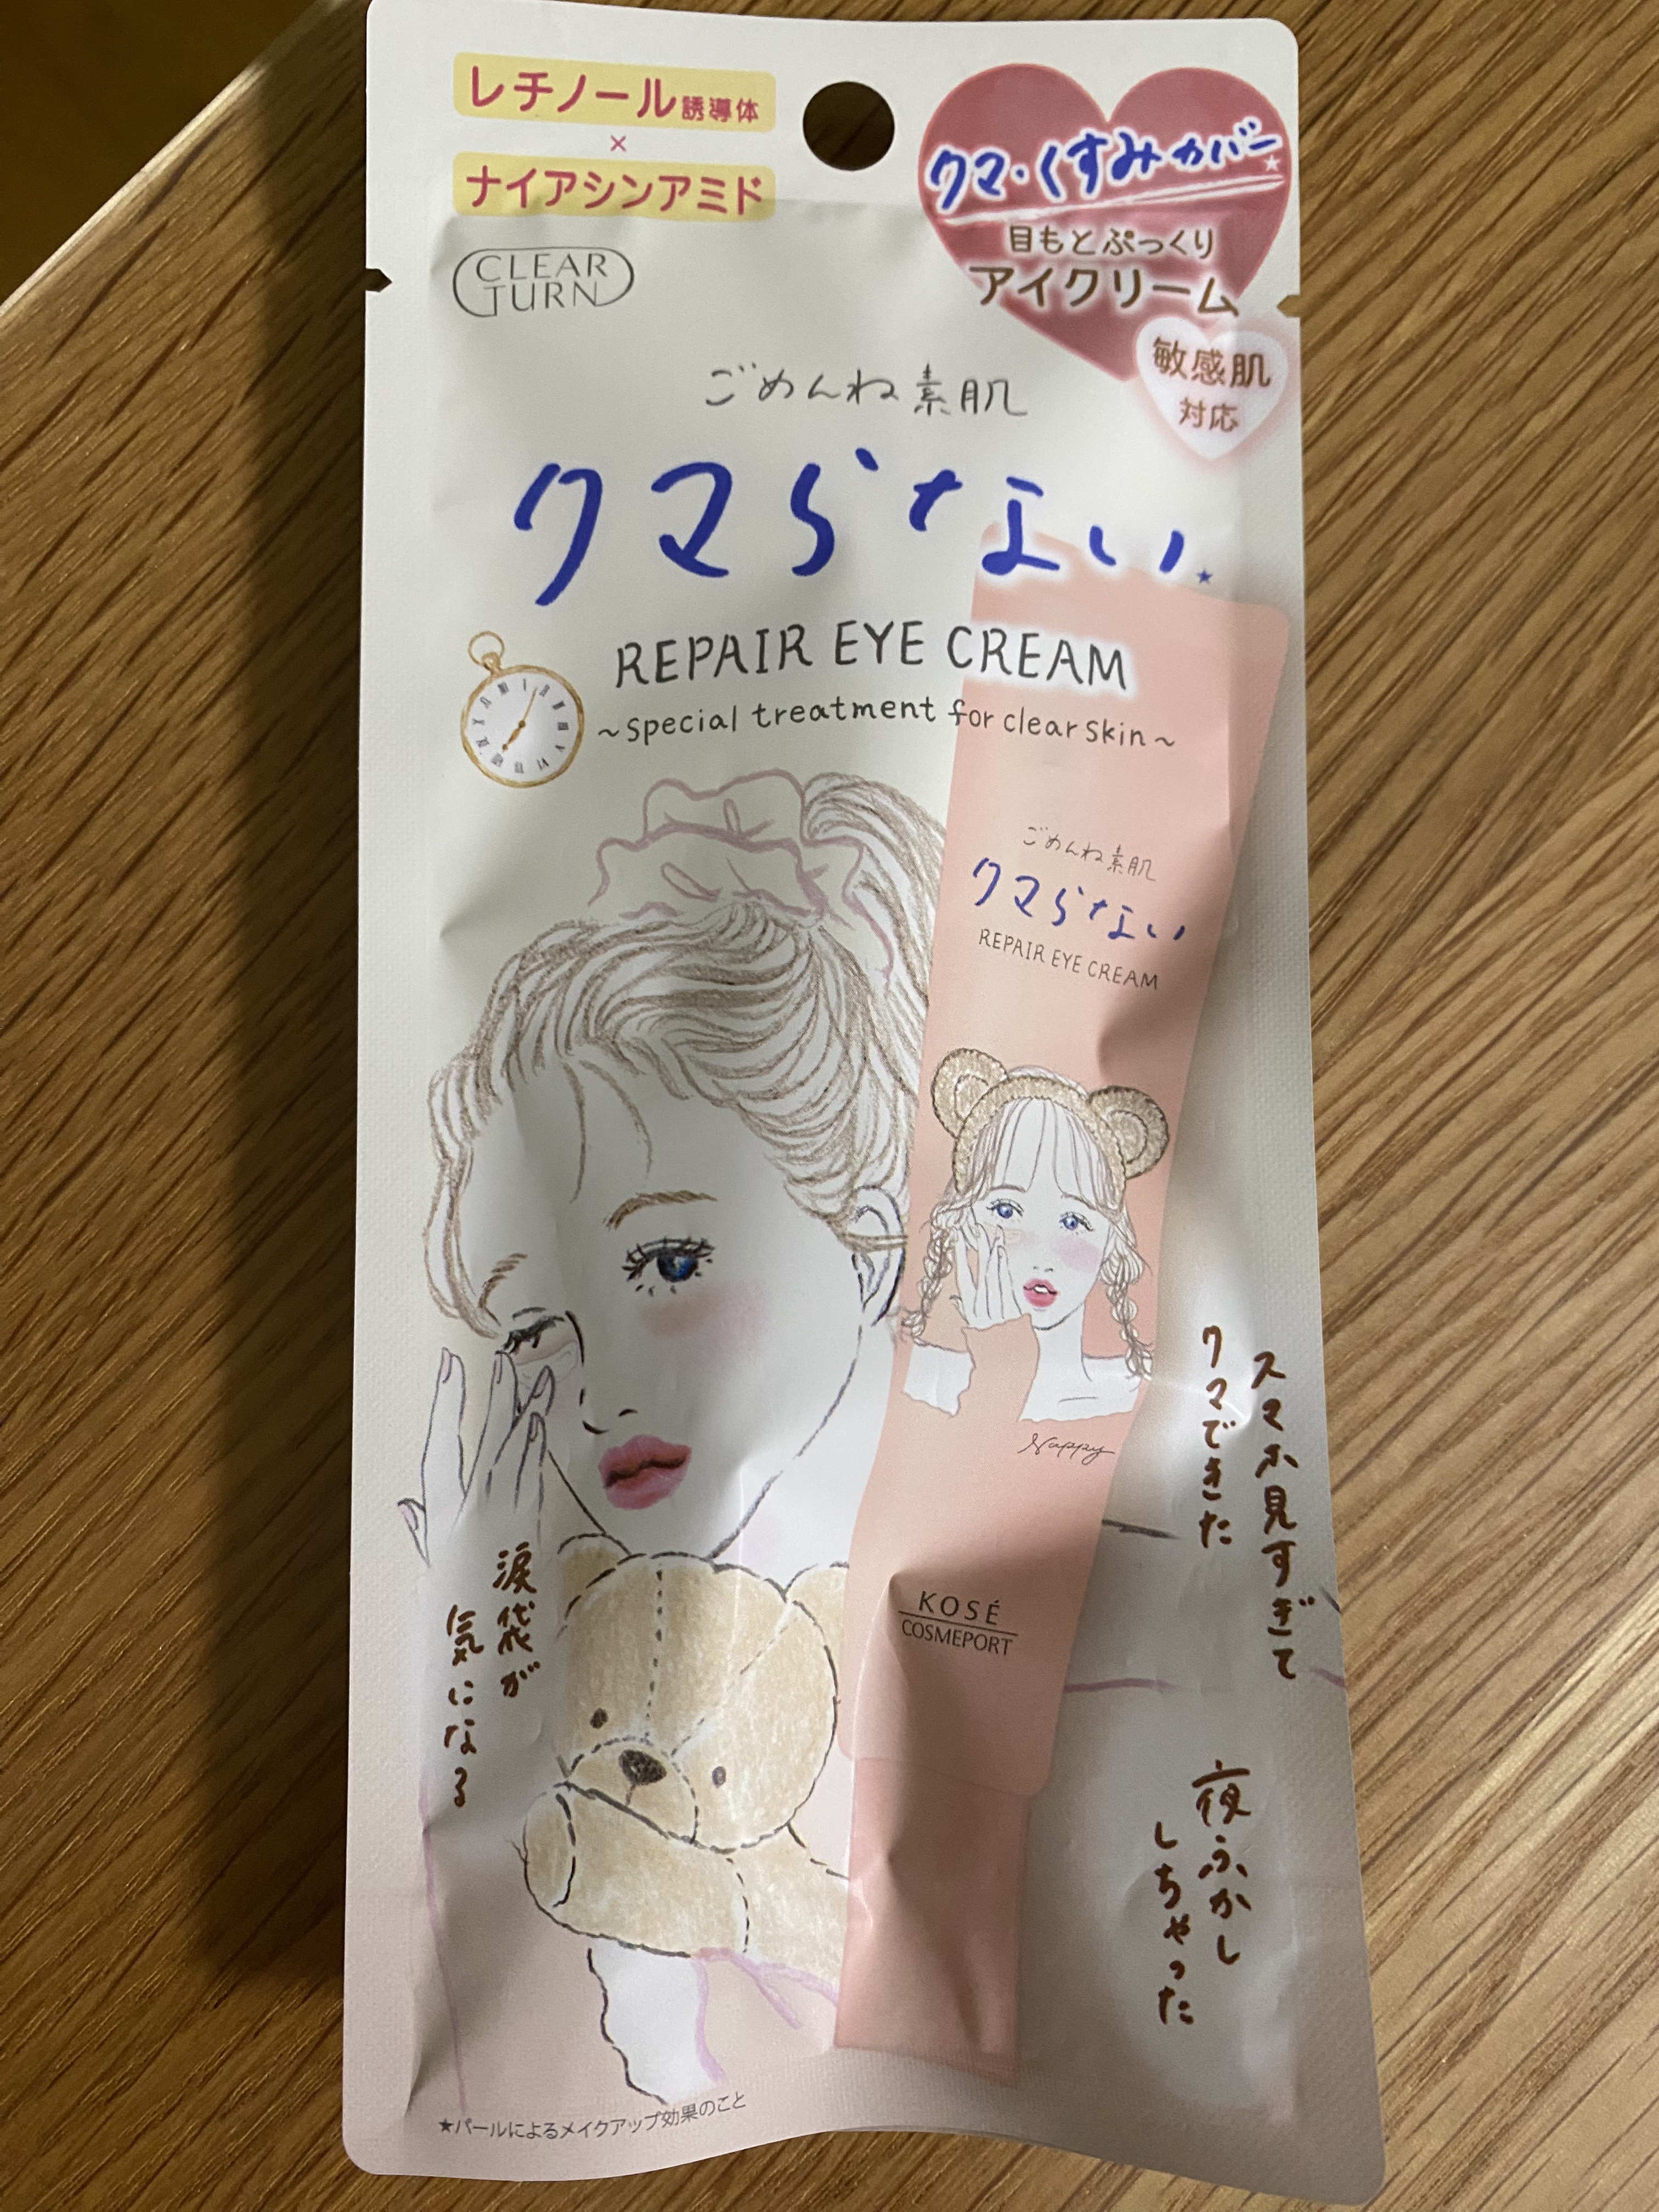 レチノール誘導体
×
ナイアシンアミド
クマ・くすみカバー★
目もとぷっくり
アイクリーム
敏感肌
対応
CLEAR
TURN
ごめんね素肌
クマらない★
REPAIR EYE CREAM
~special treatment for clear skin~
ごめんね素肌
クマらない
REPAIR EYE CREAM
Nappy
KOSÉ
COSMEPORT
スマホ見すぎて
クマできた
涙袋が
気になる
夜ふかし
しちゃった
★パールによるメイクアップ効果のこと